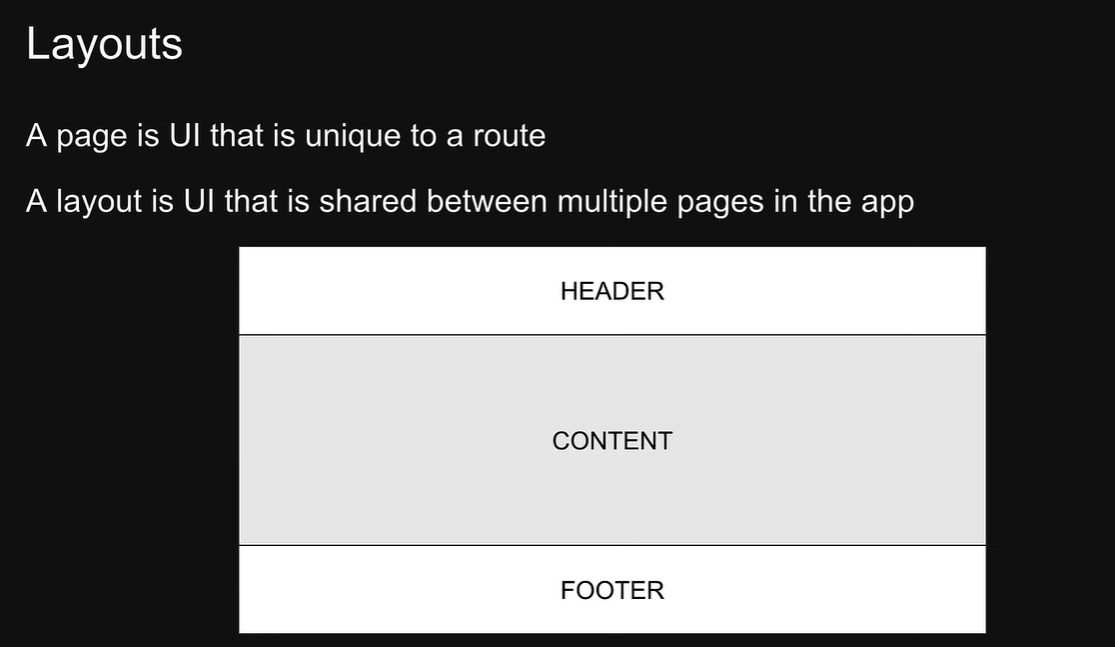 Layouts
A page is UI that is unique to a route
A layout is UI that is shared between multiple pages in the app
HEADER
CONTENT
FOOTER